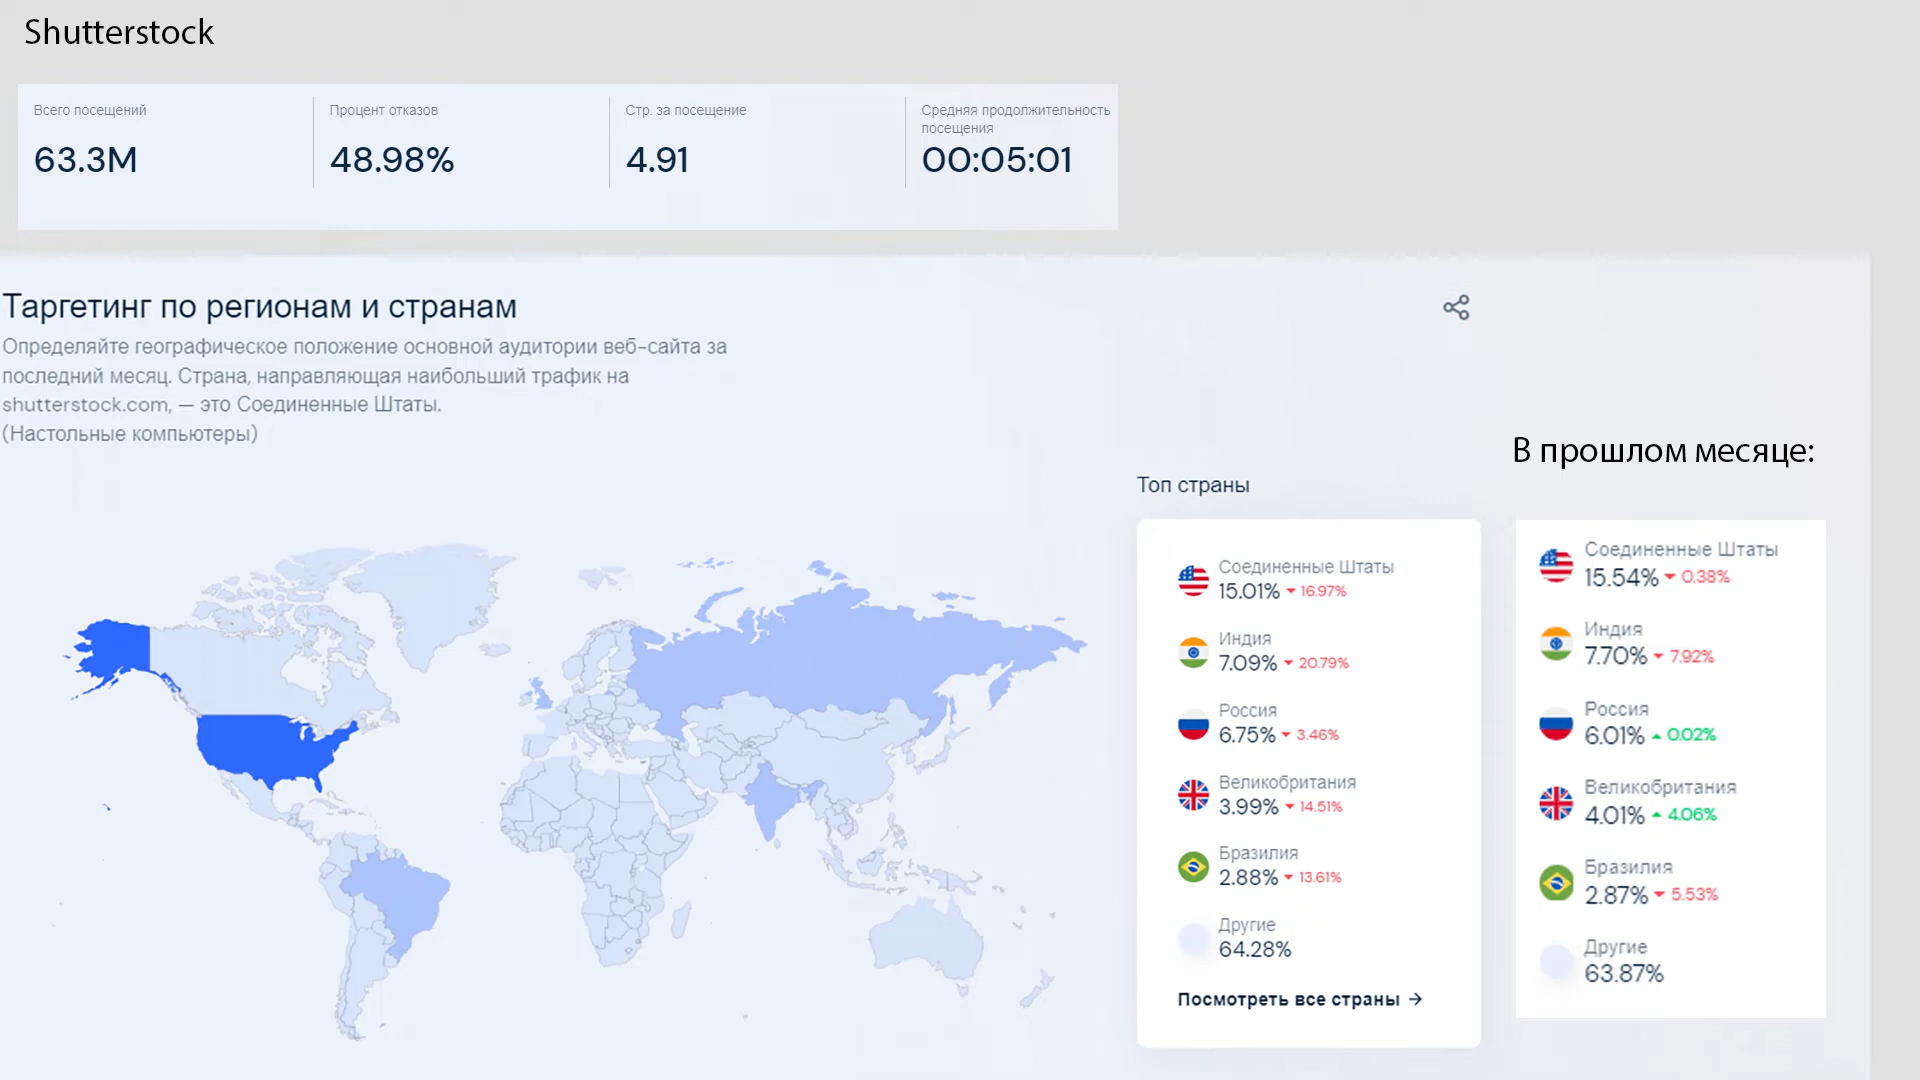 Shutterstock
Всего посещений
63.3M
Процент отказов
48.98%
Стр. за посещение
4.91
Средняя продолжительность
посещения
00:05:01
Таргетинг по регионам и странам
Определяйте географическое положение основной аудитории веб-сайта за
последний месяц. Страна, направляющая наибольший трафик на
shutterstock.com, — это Соединенные Штаты.
(Настольные компьютеры)
Топ страны
Соединенные Штаты
15.01% 16.97%
Индия
7.09% 20.79%
Россия
6.75% 3.46%
Великобритания
3.99% 14.51%
Бразилия
2.88% 13.61%
Другие
64.28%
Посмотреть все страны →
В прошлом месяце:
Соединенные Штаты
15.54% 0.38%
Индия
7.70% 7.92%
Россия
6.01% 0.02%
Великобритания
4.01% 4.06%
Бразилия
2.87% 5.53%
Другие
63.87%